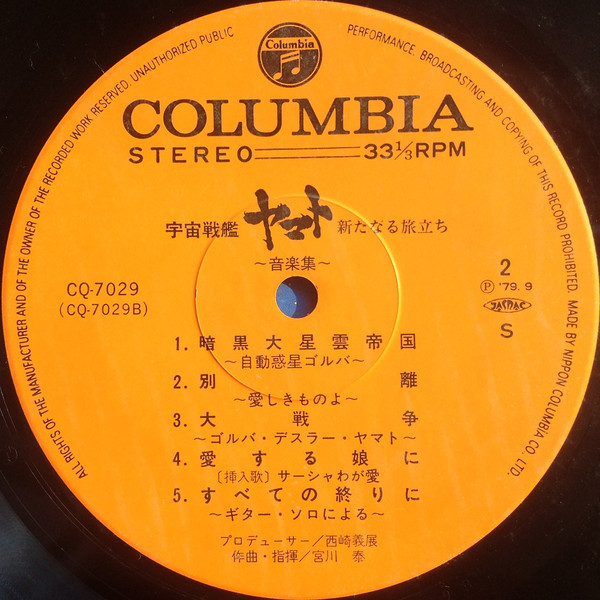 ALL RIGHTS OF THE MANUFACTURER AND OF THE OWNER OF THE RECORDED WORK RESERVED. UNAUTHORIZED PUBLIC PERFORMANCE, BROADCASTING AND COPYING OF THIS RECORD PROHIBITED. MADE BY NIPPON COLUMBIA CO., LTD.
Columbia
COLUMBIA
STEREO 33⅓RPM
宇宙戦艦 ヤマト 新たなる旅立ち
〜音楽集〜
CQ-7029
(CQ-7029B)
2
Ⓟ '79.9
JASRAC
S
1. 暗黒大星雲帝国
〜自動惑星ゴルバ〜
2. 別離
〜愛しきものよ〜
3. 大戦争
〜ゴルバ・デスラー・ヤマト〜
4. 愛する娘に
〔挿入歌〕サーシャわが愛
5. すべての終りに
〜ギター・ソロによる〜
プロデューサー/西崎義展
作曲・指揮/宮川 泰